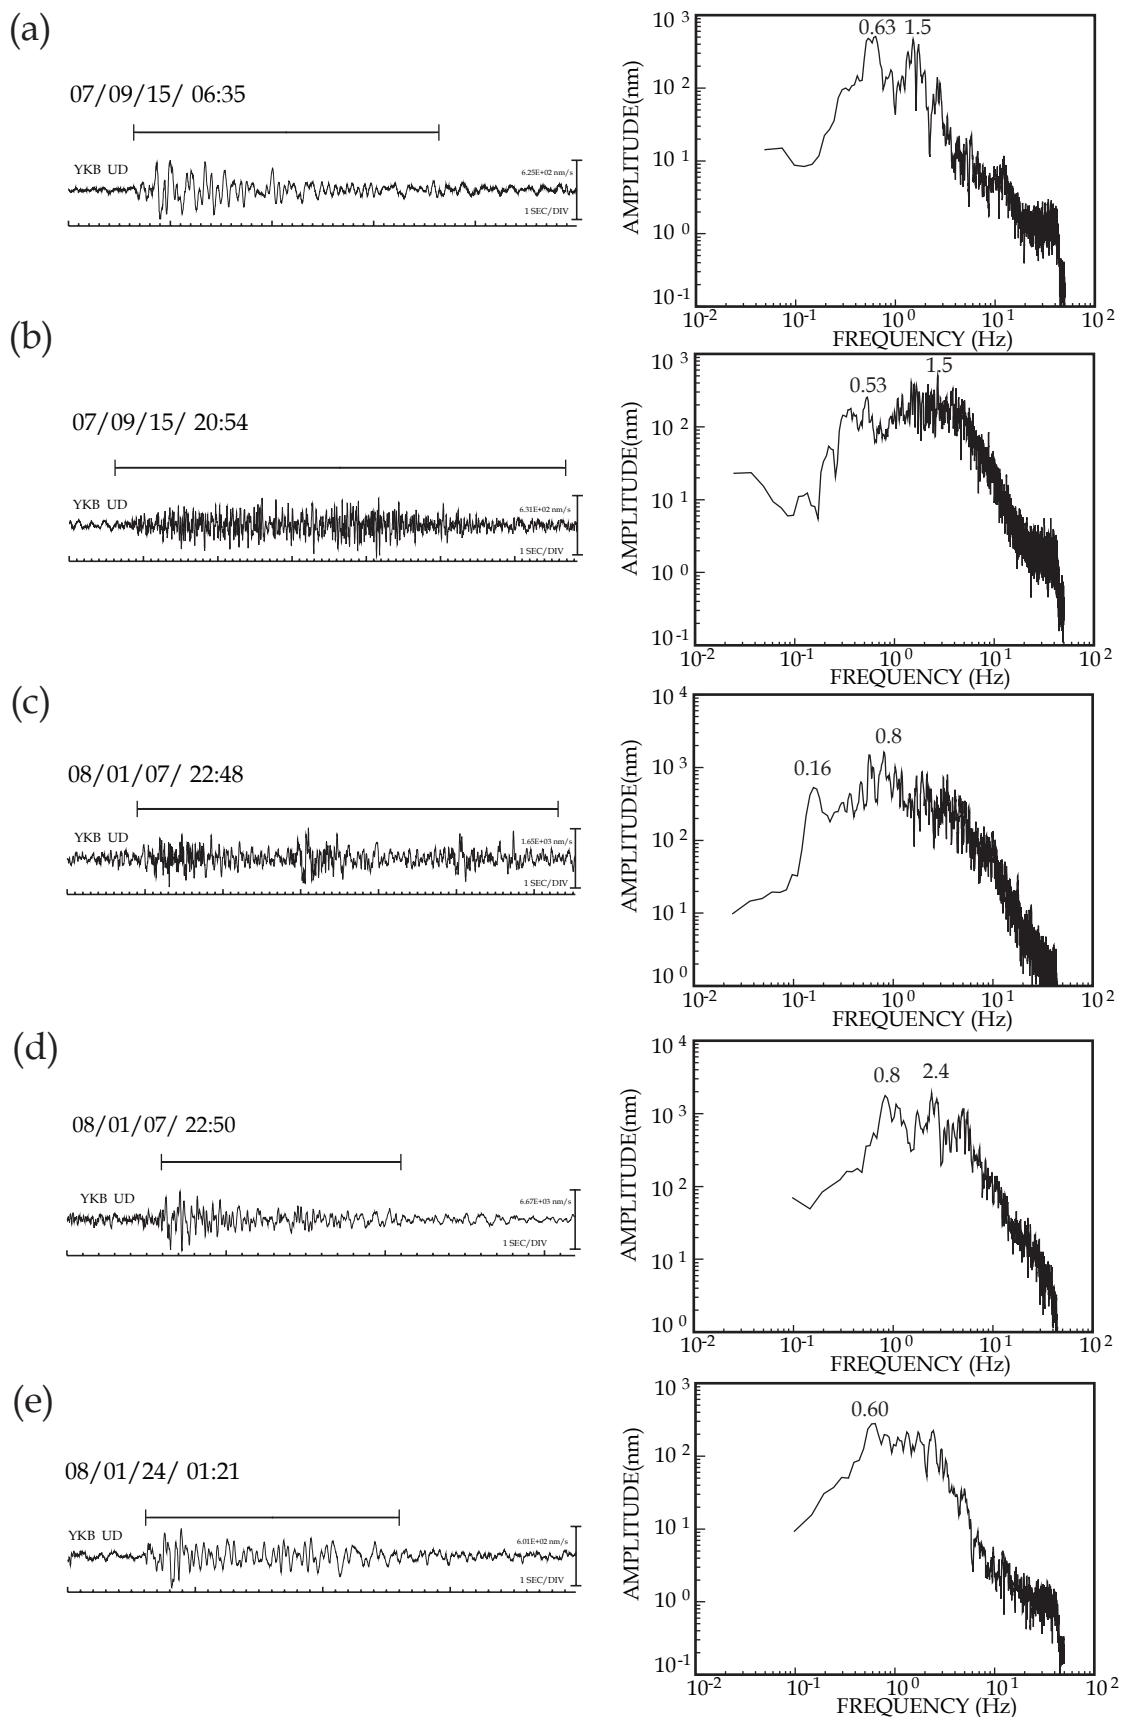 (a)
07/09/15/ 06:35
YKB UD
6.25E+02 nm/s
1 SEC/DIV
AMPLITUDE(nm)
10 3
10 2
10 1
10 0
10 -1
0.63 1.5
10-2 10-1 10 0 10 1 10 2
FREQUENCY (Hz)
(b)
07/09/15/ 20:54
YKB UD
6.31E+02 nm/s
1 SEC/DIV
AMPLITUDE(nm)
10 3
10 2
10 1
10 0
10 -1
0.53 1.5
10-2 10-1 10 0 10 1 10 2
FREQUENCY (Hz)
(c)
08/01/07/ 22:48
YKB UD
1.65E+03 nm/s
1 SEC/DIV
AMPLITUDE(nm)
10 4
10 3
10 2
10 1
10 0
0.16 0.8
10-2 10-1 10 0 10 1 10 2
FREQUENCY (Hz)
(d)
08/01/07/ 22:50
YKB UD
6.67E+03 nm/s
1 SEC/DIV
AMPLITUDE(nm)
10 4
10 3
10 2
10 1
10 0
0.8 2.4
10-2 10-1 10 0 10 1 10 2
FREQUENCY (Hz)
(e)
08/01/24/ 01:21
YKB UD
6.01E+02 nm/s
1 SEC/DIV
AMPLITUDE(nm)
10 3
10 2
10 1
10 0
10 -1
0.60
10-2 10-1 10 0 10 1 10 2
FREQUENCY (Hz)